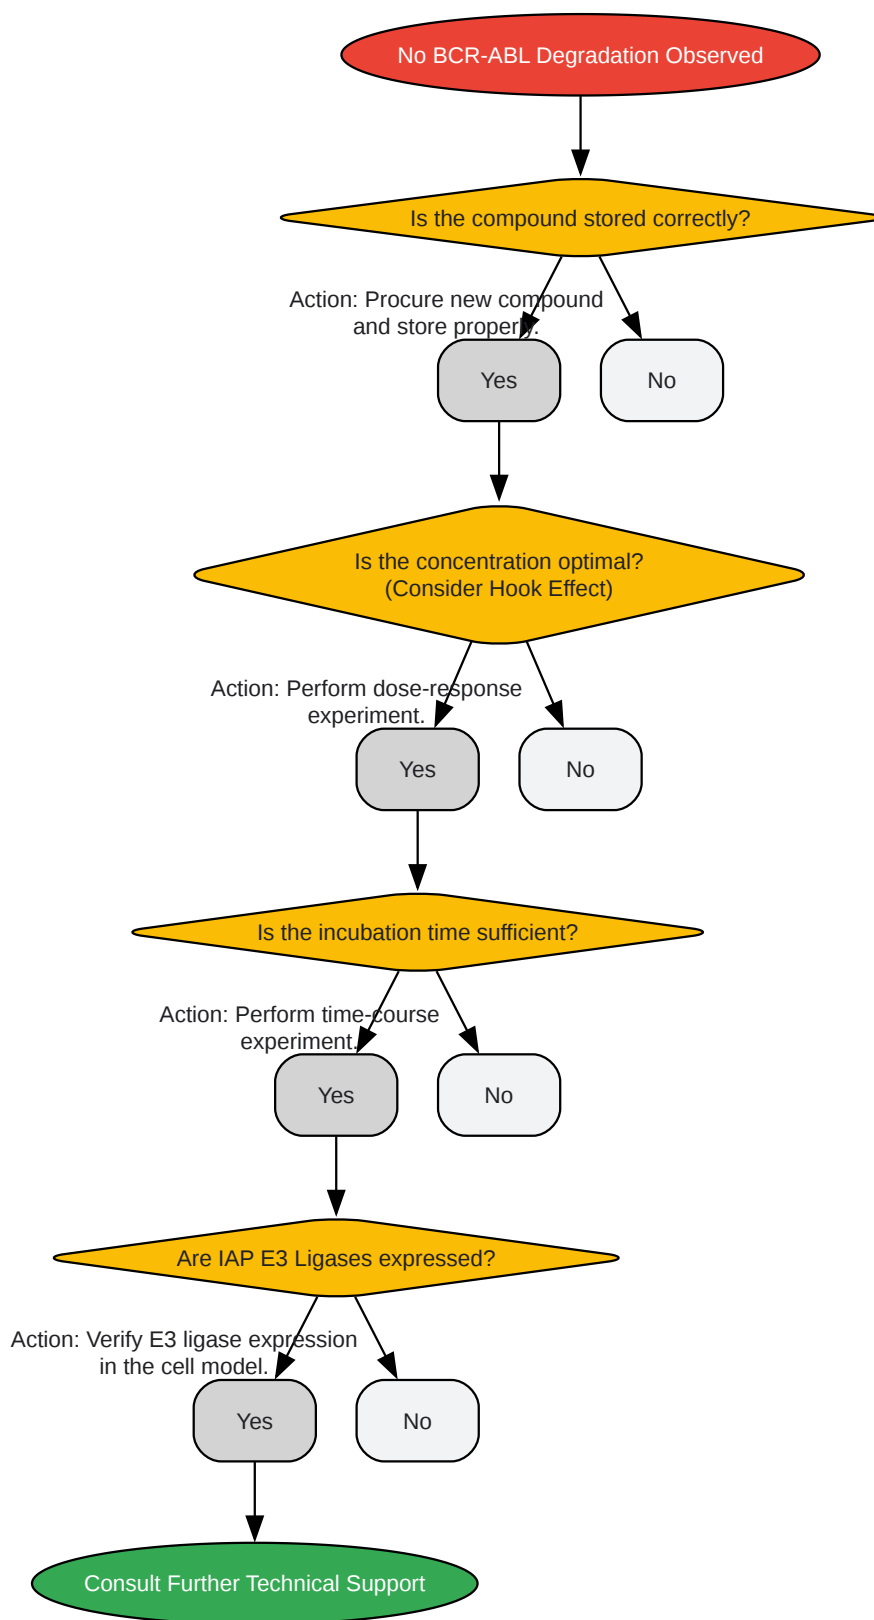 No BCR-ABL Degradation Observed
Is the compound stored correctly?
Action: Procure new compound
and store properly.
Yes
No
Is the concentration optimal?
(Consider Hook Effect)
Action: Perform dose-response
experiment.
Yes
No
Is the incubation time sufficient?
Action: Perform time-course
experiment.
Yes
No
Are IAP E3 Ligases expressed?
Action: Verify E3 ligase expression
in the cell model.
Yes
No
Consult Further Technical Support